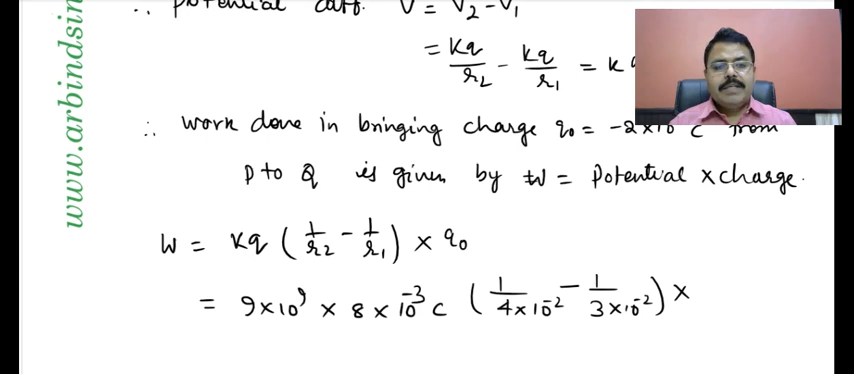 www.arbindsin
∴ potential diff. V = V₂ - V₁
= Kq/r₂ - Kq/r₁ = K
∴ work done in bringing charge q₀ = -2×10 C from
P to Q is given by W = Potential × charge.
W = Kq ( 1/r₂ - 1/r₁ ) × q₀
= 9×10⁹ × 8 × 10⁻³ C ( 1/4×10⁻² - 1/3×10⁻² ) ×